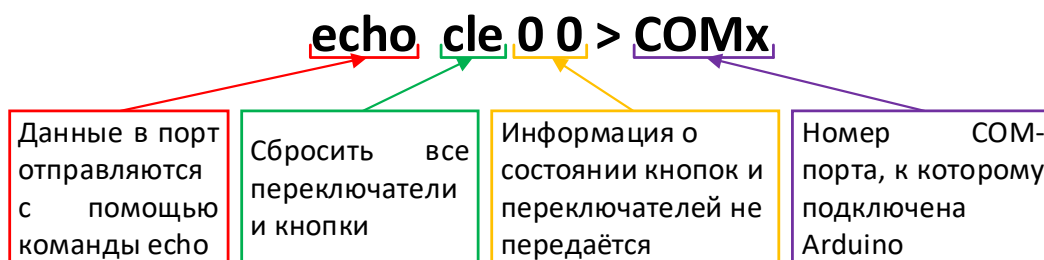 echo cle 0 0 > COMx
Данные в порт
отправляются
с помощью
команды echo
Сбросить все
переключатели
и кнопки
Информация о
состоянии кнопок и
переключателей не
передаётся
Номер COM-
порта, к которому
подключена
Arduino